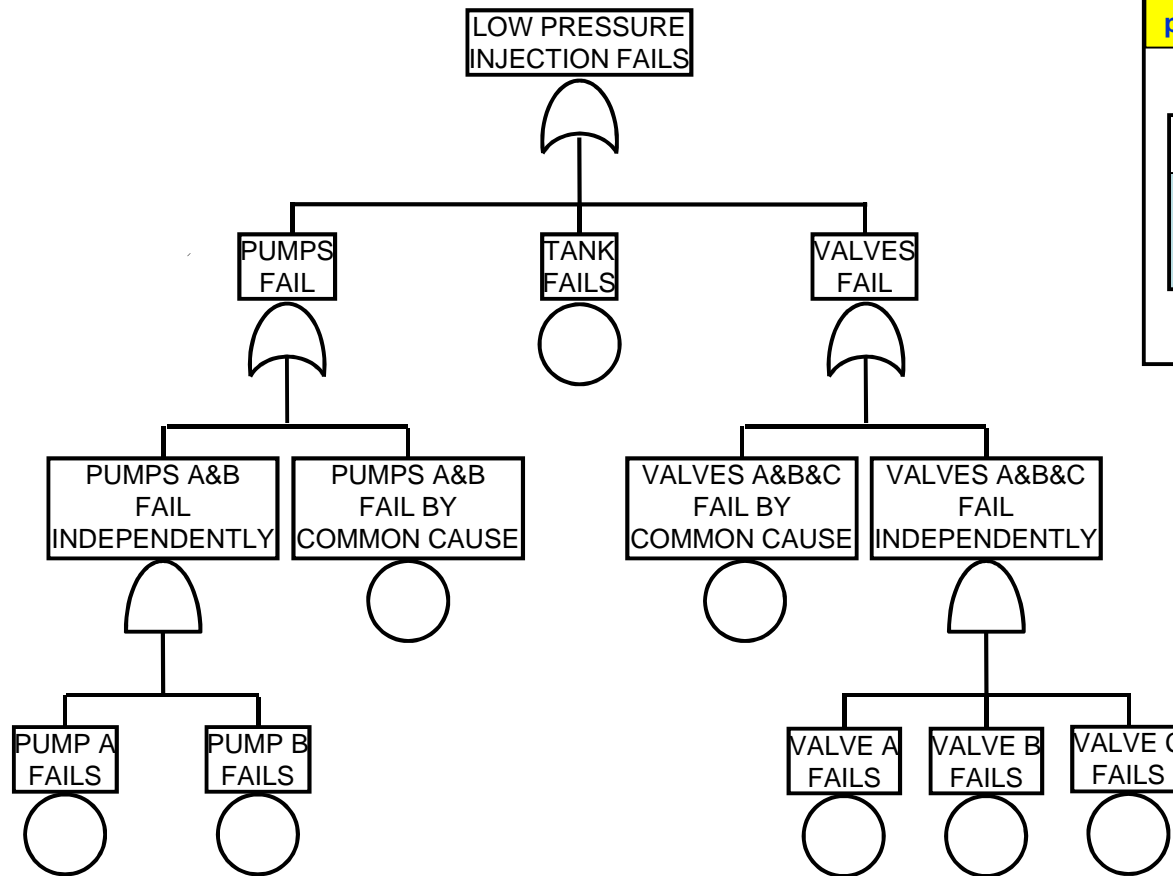 LOW PRESSURE
INJECTION FAILS
PUMPS
FAIL
TANK
FAILS
VALVES
FAIL
PUMPS A&B
FAIL
INDEPENDENTLY
PUMPS A&B
FAIL BY
COMMON CAUSE
VALVES A&B&C
FAIL BY
COMMON CAUSE
VALVES A&B&C
FAIL
INDEPENDENTLY
PUMP A
FAILS
PUMP B
FAILS
VALVE A
FAILS
VALVE B
FAILS
VALVE C
FAILS